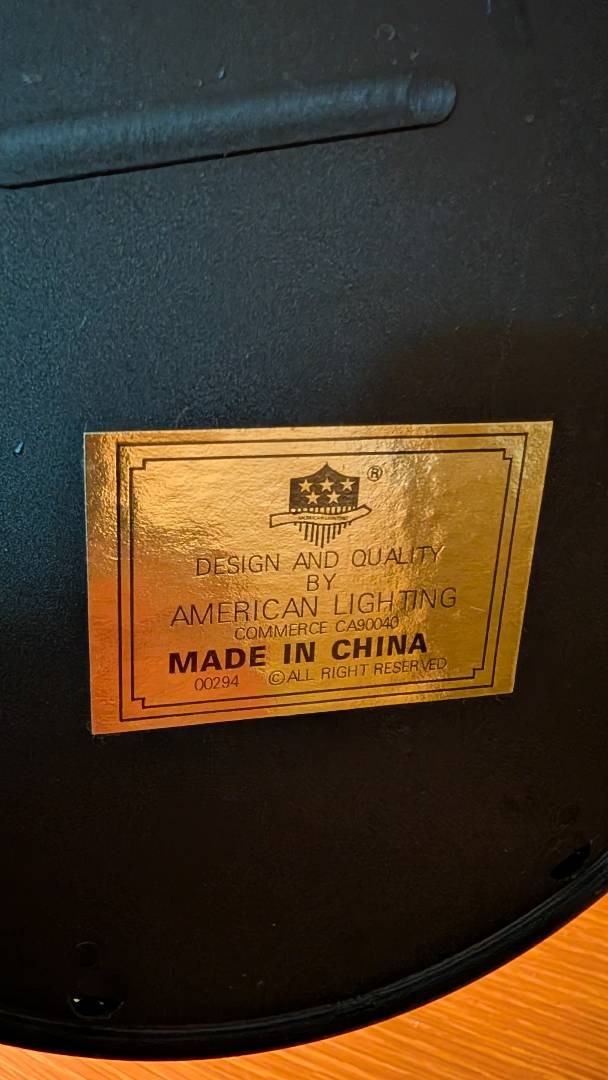 ®
DESIGN AND QUALITY
BY
AMERICAN LIGHTING
COMMERCE CA90040
MADE IN CHINA
00294 ©ALL RIGHT RESERVED